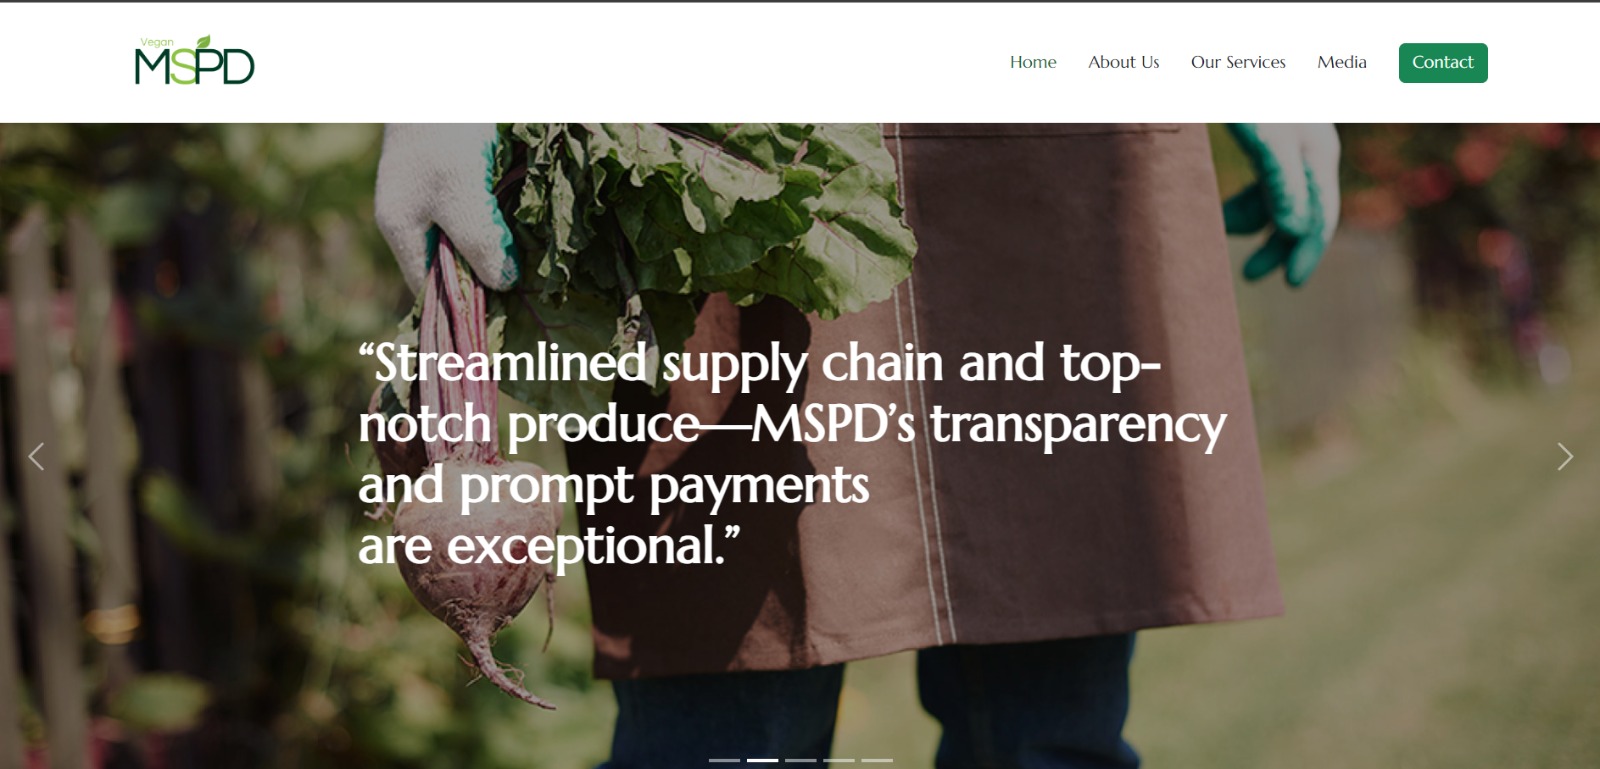 Vegan
MSPD
Home
About Us
Our Services
Media
Contact
“Streamlined supply chain and top-
notch produce—MSPD’s transparency
and prompt payments
are exceptional.”